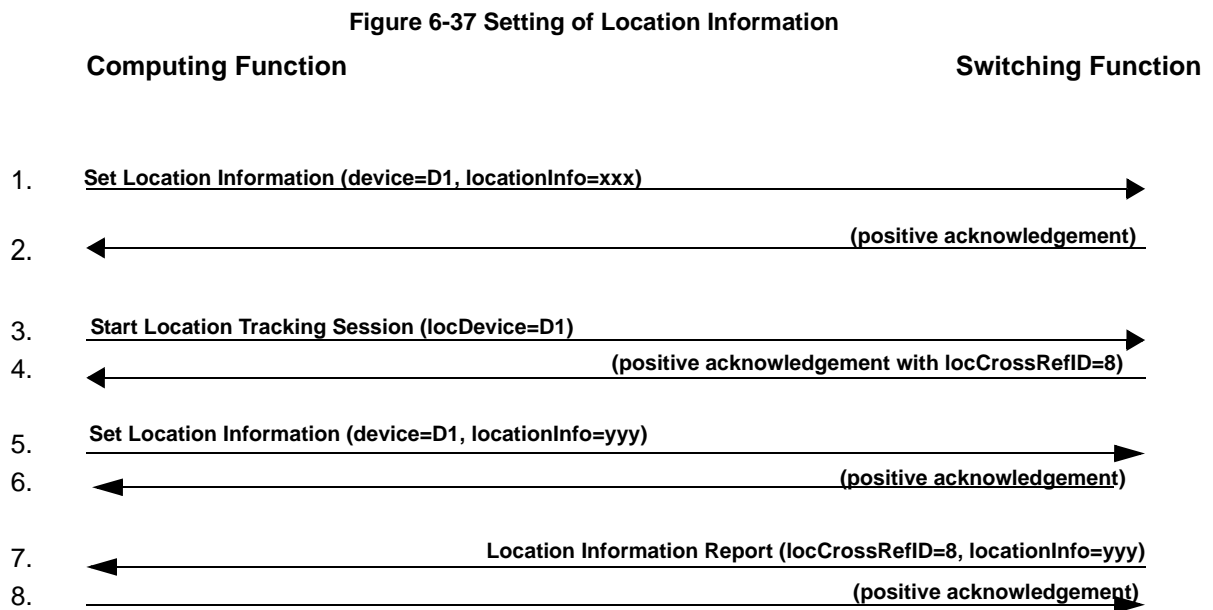 Figure 6-37 Setting of Location Information
Computing Function Switching Function
1. Set Location Information (device=D1, locationInfo=xxx)
2. (positive acknowledgement)
3. Start Location Tracking Session (locDevice=D1)
4. (positive acknowledgement with locCrossRefID=8)
5. Set Location Information (device=D1, locationInfo=yyy)
6. (positive acknowledgement)
7. Location Information Report (locCrossRefID=8, locationInfo=yyy)
8. (positive acknowledgement)